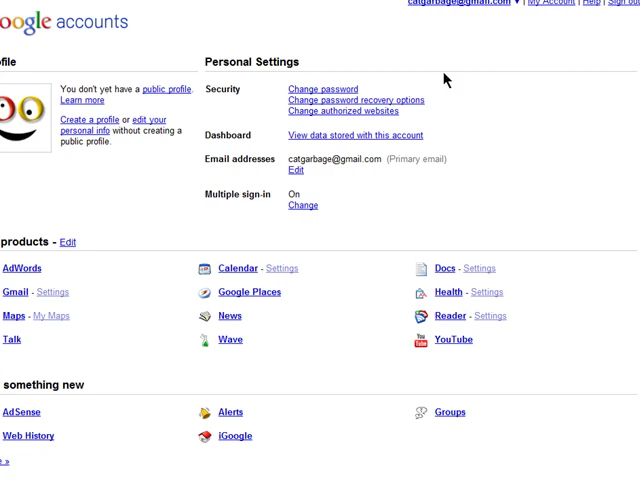 catgarbage@gmail.com ▼ | My Account | Help | Sign out
oogle accounts
ofile
Personal Settings
You don't yet have a public profile.
Learn more
Create a profile or edit your
personal info without creating a
public profile.
Security
Change password
Change password recovery options
Change authorized websites
Dashboard
View data stored with this account
Email addresses
catgarbage@gmail.com (Primary email)
Edit
Multiple sign-in
On
Change
products - Edit
AdWords
Calendar - Settings
Docs - Settings
Gmail - Settings
Google Places
Health - Settings
Maps - My Maps
News
Reader - Settings
Talk
Wave
YouTube
something new
AdSense
Alerts
Groups
Web History
iGoogle
e »